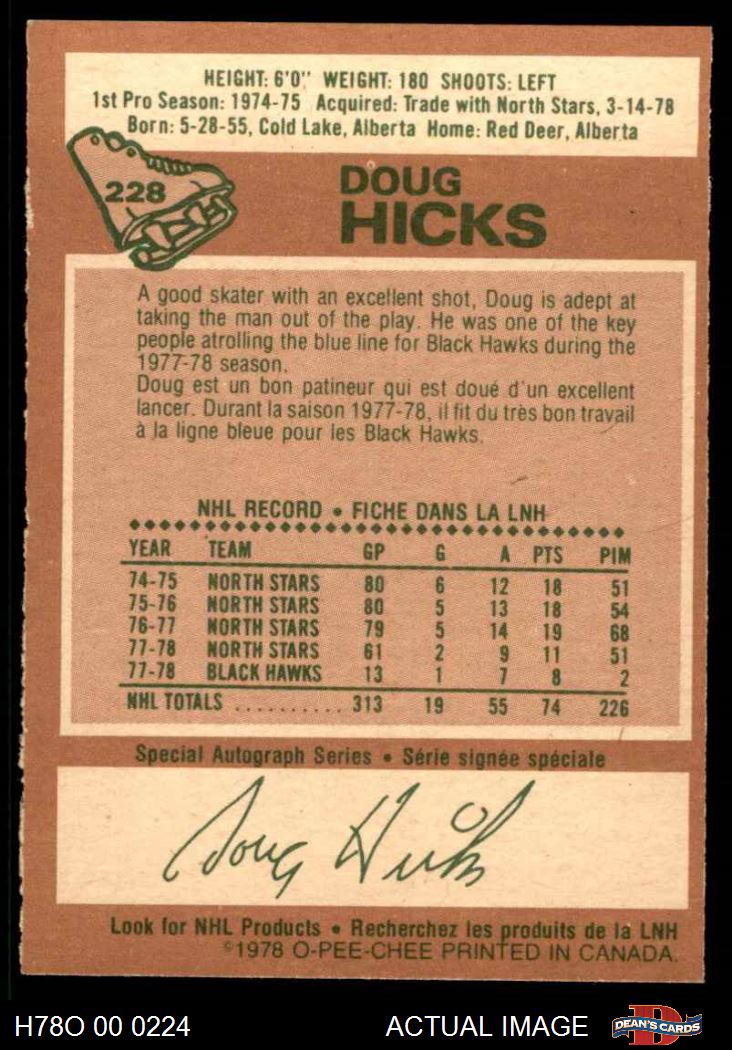 HEIGHT: 6'0" WEIGHT: 180 SHOOTS: LEFT
1st Pro Season: 1974-75 Acquired: Trade with North Stars, 3-14-78
Born: 5-28-55, Cold Lake, Alberta Home: Red Deer, Alberta
228
DOUG
HICKS
A good skater with an excellent shot, Doug is adept at
taking the man out of the play. He was one of the key
people atrolling the blue line for Black Hawks during the
1977-78 season.
Doug est un bon patineur qui est doué d'un excellent
lancer. Durant la saison 1977-78, il fit du très bon travail
à la ligne bleue pour les Black Hawks.
NHL RECORD • FICHE DANS LA LNH
YEAR TEAM GP G A PTS PIM
74-75 NORTH STARS 80 6 12 18 51
75-76 NORTH STARS 80 5 13 18 54
76-77 NORTH STARS 79 5 14 19 68
77-78 NORTH STARS 61 2 9 11 51
77-78 BLACK HAWKS 13 1 7 8 2
NHL TOTALS .......... 313 19 55 74 226
Special Autograph Series • Série signée spéciale
Doug Hicks
Look for NHL Products • Recherchez les produits de la LNH
©1978 O-PEE-CHEE PRINTED IN CANADA.
H78O 00 0224 ACTUAL IMAGE D DEAN'S CARDS